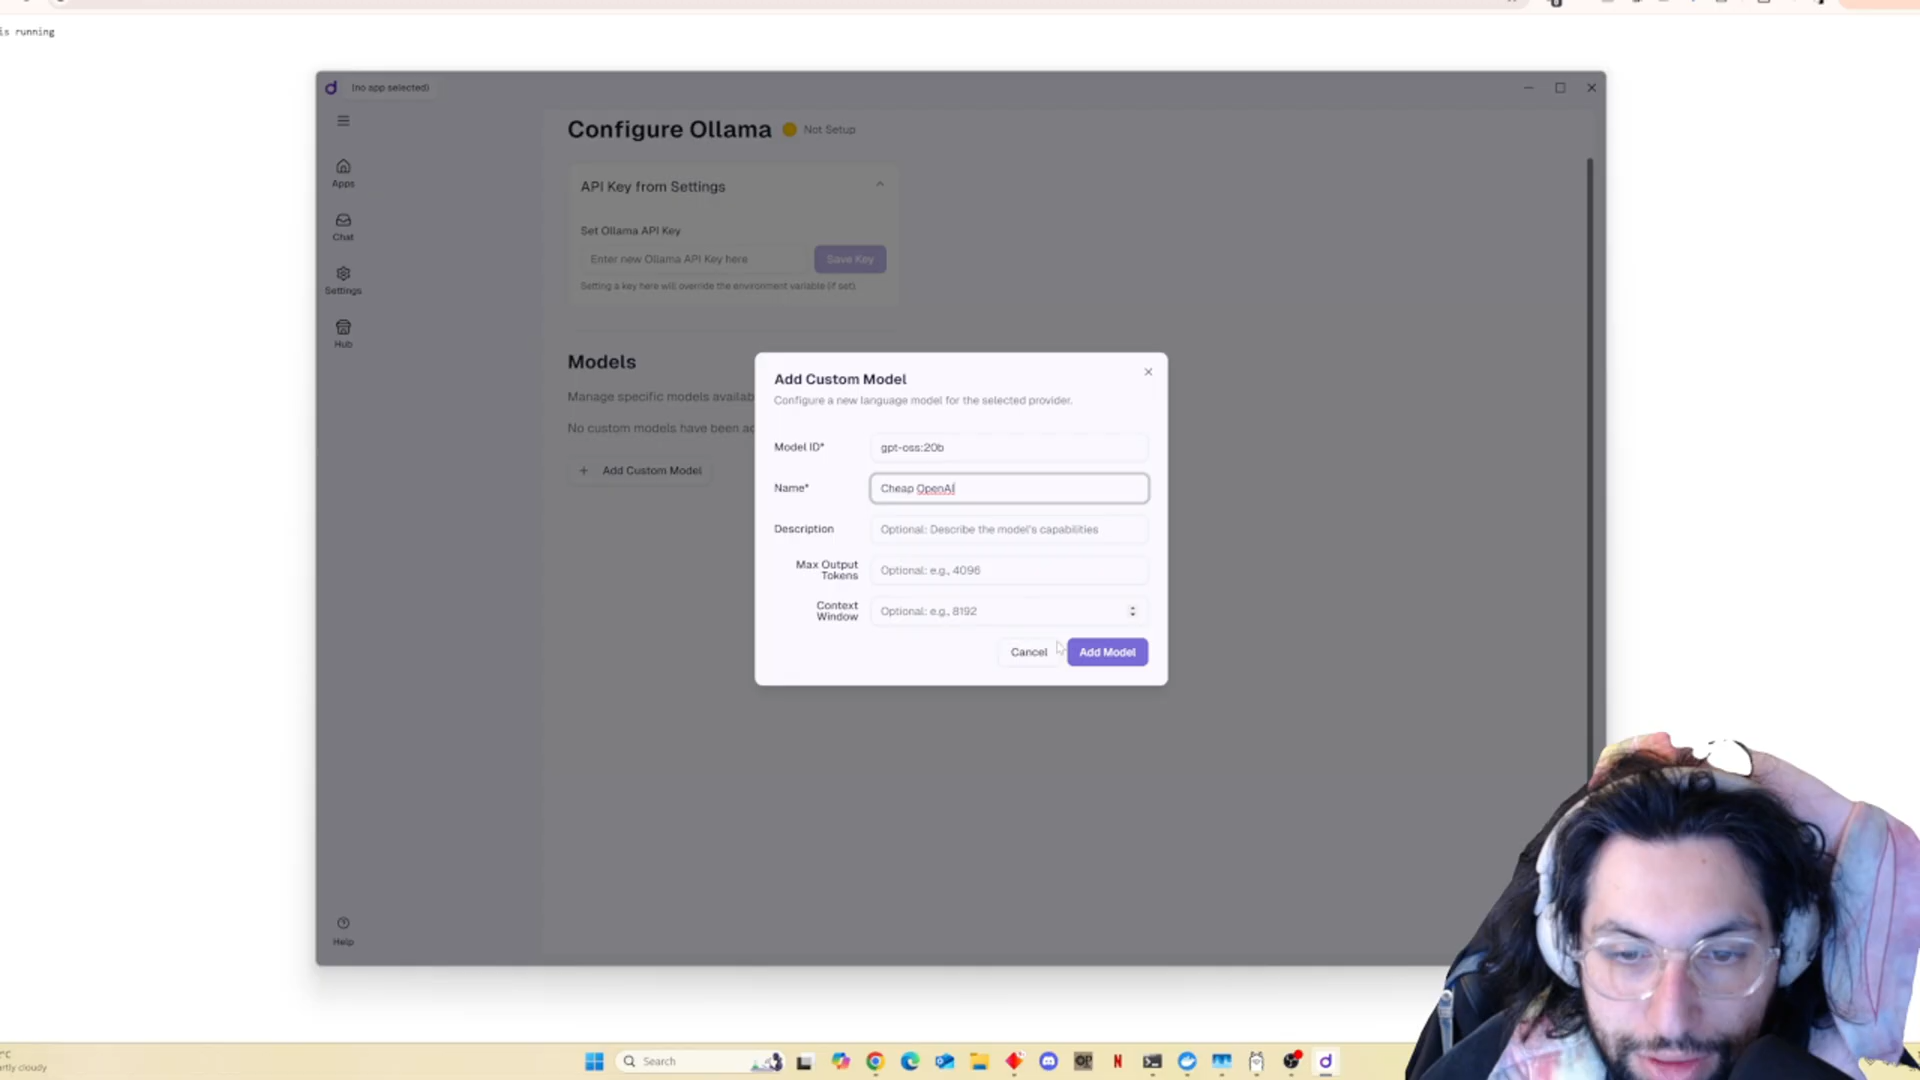 is running
(no app selected)
Configure Ollama
Not Setup
Apps
API Key from Settings
Chat
Set Ollama API Key
Enter new Ollama API Key here
Save Key
Setting a key here will override the environment variable (if set).
Settings
Hub
Models
Manage specific models availab
No custom models have been ad
Add Custom Model
Add Custom Model
Configure a new language model for the selected provider.
Model ID*
gpt-oss:20b
Name*
Cheap OpenAI
Description
Optional: Describe the model's capabilities
Max Output
Tokens
Optional: e.g., 4096
Context
Window
Optional: e.g., 8192
Cancel
Add Model
Help
Search
OP
N
rtly cloudy